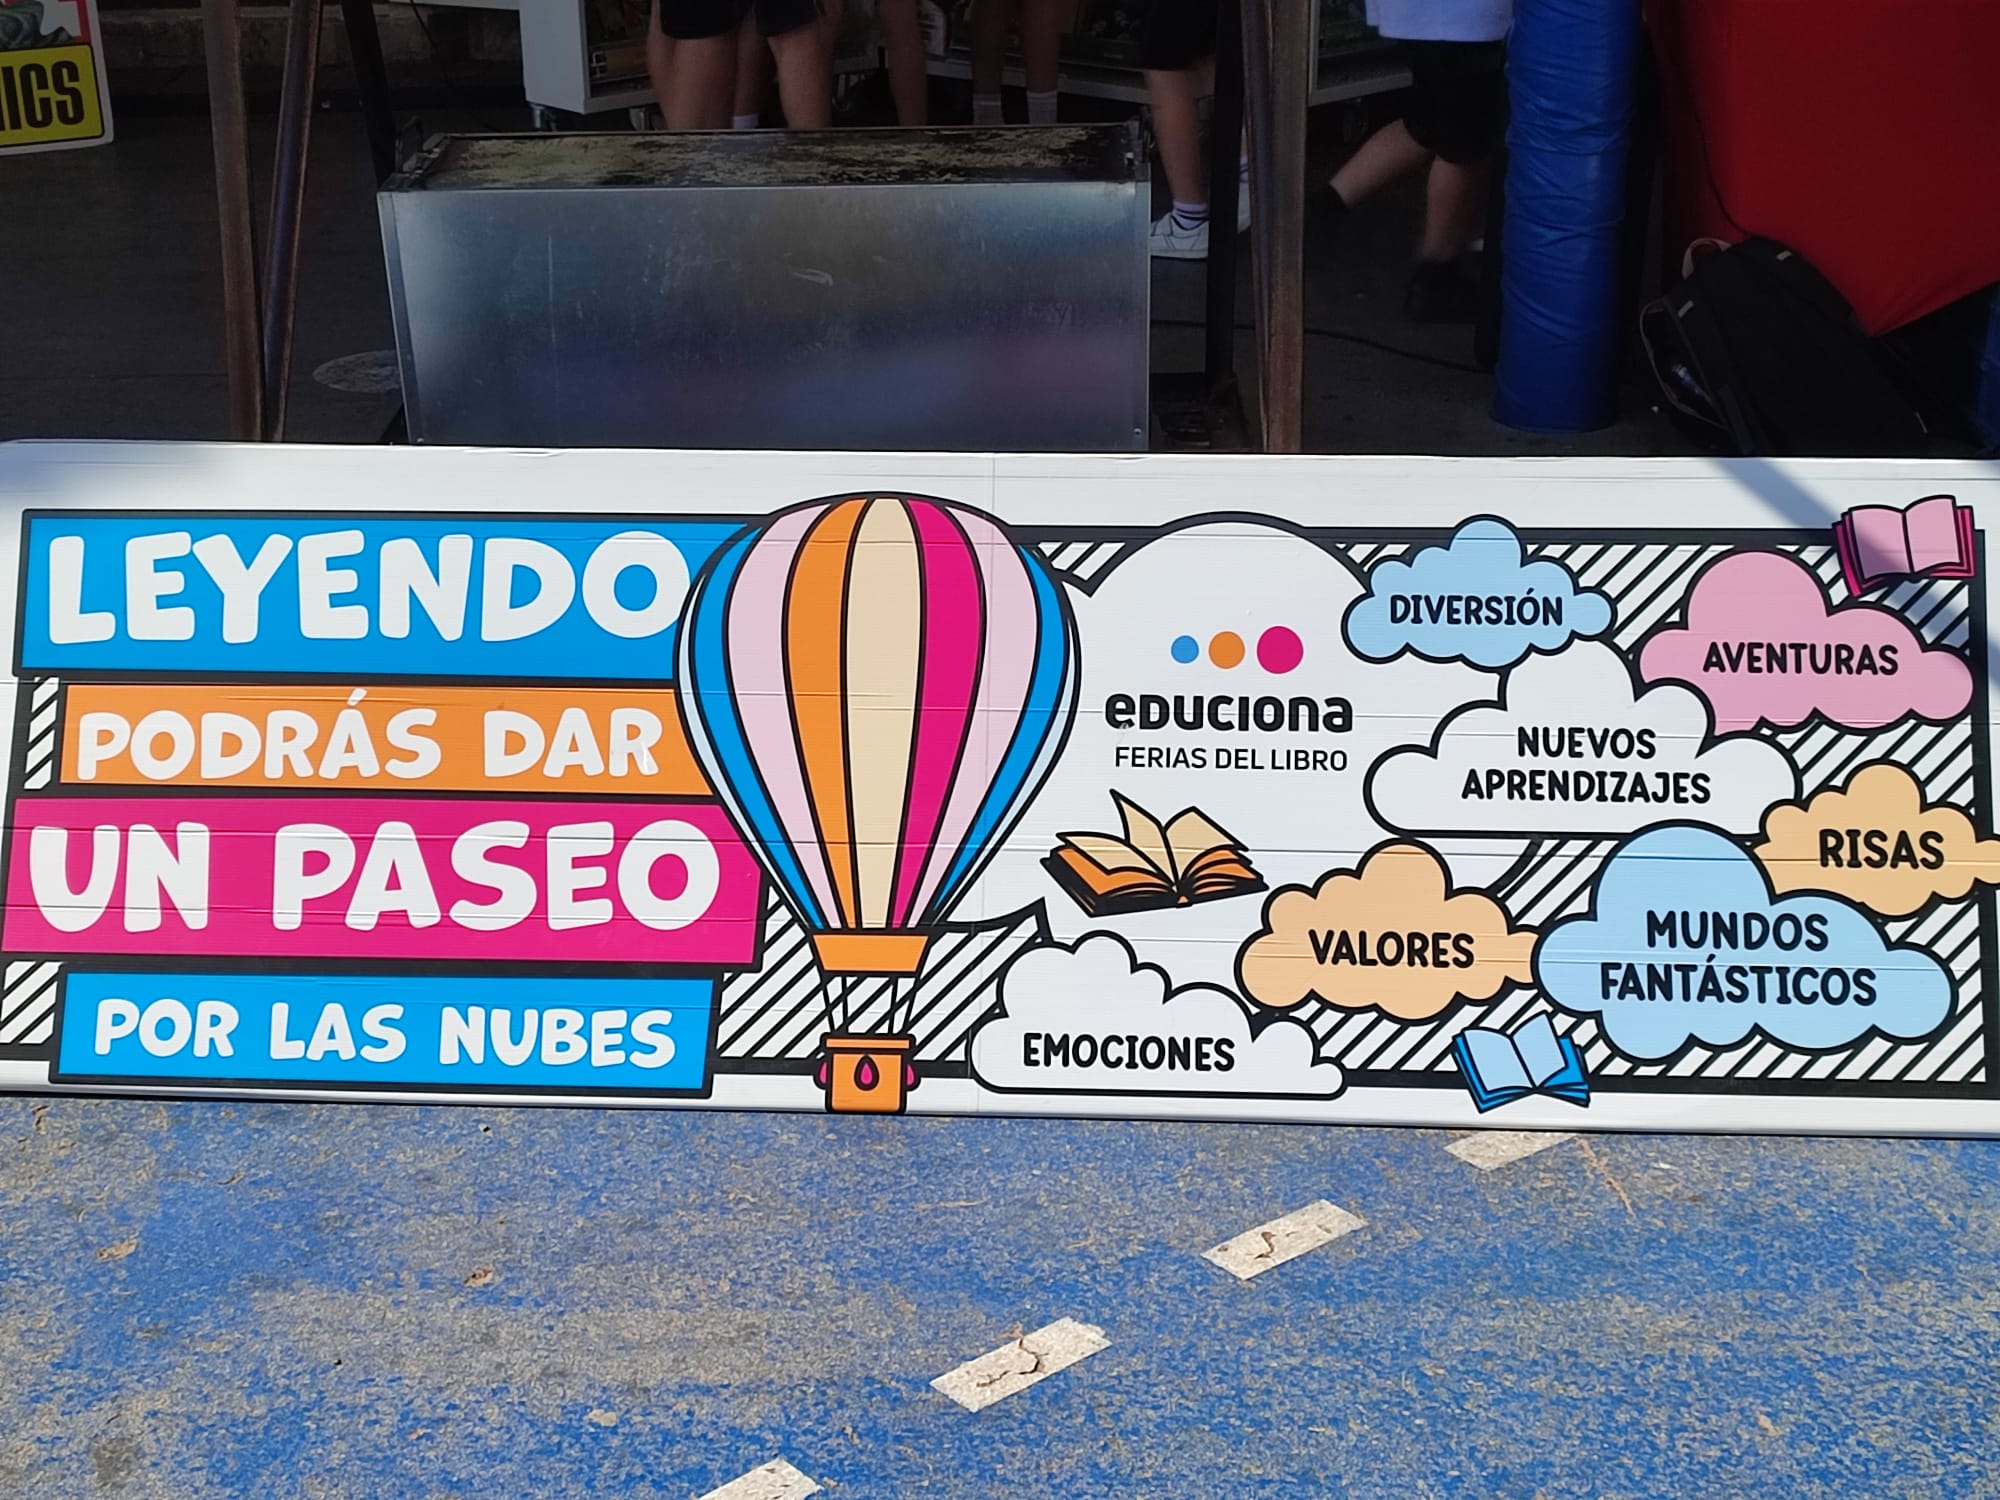 LEYENDO
PODRÁS DAR
UN PASEO
POR LAS NUBES
eDUCIONa
FERIAS DEL LIBRO
DIVERSIÓN
AVENTURAS
NUEVOS
APRENDIZAJES
RISAS
VALORES
MUNDOS
FANTÁSTICOS
EMOCIONES